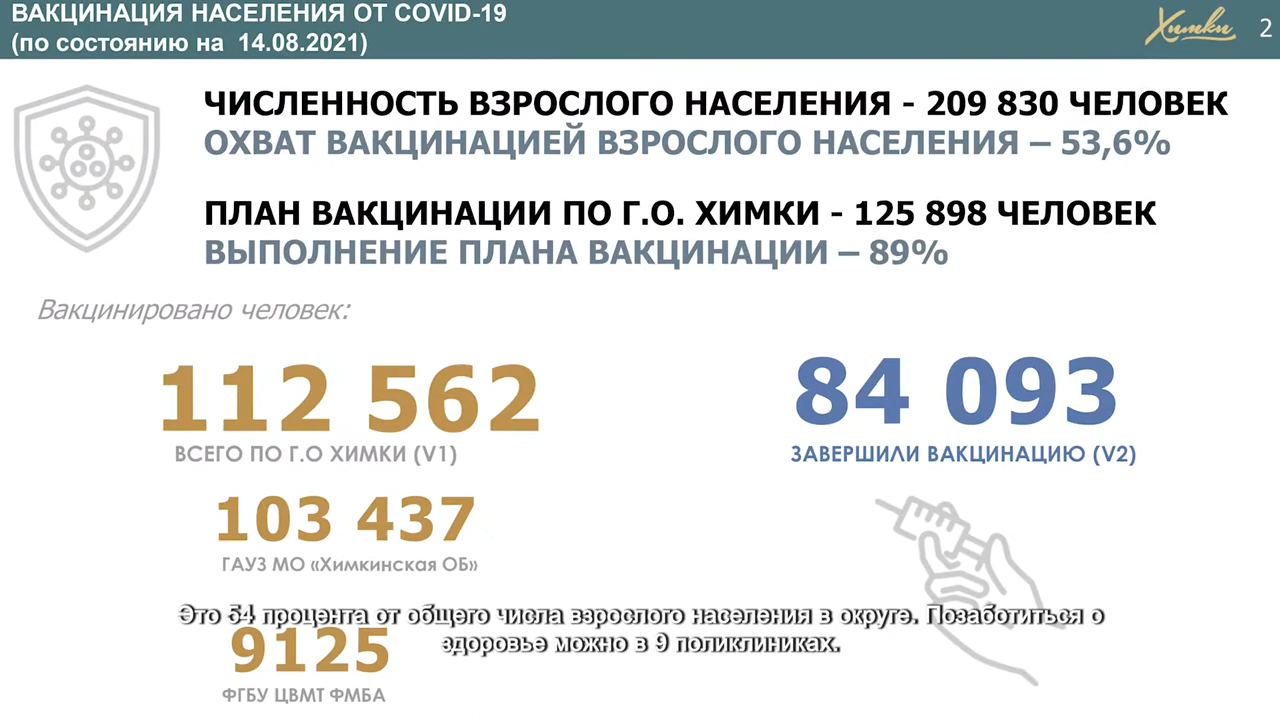 ВАКЦИНАЦИЯ НАСЕЛЕНИЯ ОТ COVID-19
(по состоянию на 14.08.2021)
Химки
2
ЧИСЛЕННОСТЬ ВЗРОСЛОГО НАСЕЛЕНИЯ - 209 830 ЧЕЛОВЕК
ОХВАТ ВАКЦИНАЦИЕЙ ВЗРОСЛОГО НАСЕЛЕНИЯ – 53,6%
ПЛАН ВАКЦИНАЦИИ ПО Г.О. ХИМКИ - 125 898 ЧЕЛОВЕК
ВЫПОЛНЕНИЕ ПЛАНА ВАКЦИНАЦИИ – 89%
Вакцинировано человек:
112 562
ВСЕГО ПО Г.О ХИМКИ (V1)
84 093
ЗАВЕРШИЛИ ВАКЦИНАЦИЮ (V2)
103 437
ГАУЗ МО «Химкинская ОБ»
Это 54 процента от общего числа взрослого населения в округе. Позаботиться о
здоровье можно в 9 поликлиниках.
9125
ФГБУ ЦВМТ ФМБА